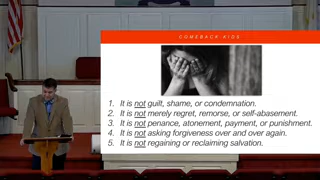 COMEBACK KIDS
1. It is not guilt, shame, or condemnation.
2. It is not merely regret, remorse, or self-abasement.
3. It is not penance, atonement, payment, or punishment.
4. It is not asking forgiveness over and over again.
5. It is not regaining or reclaiming salvation.